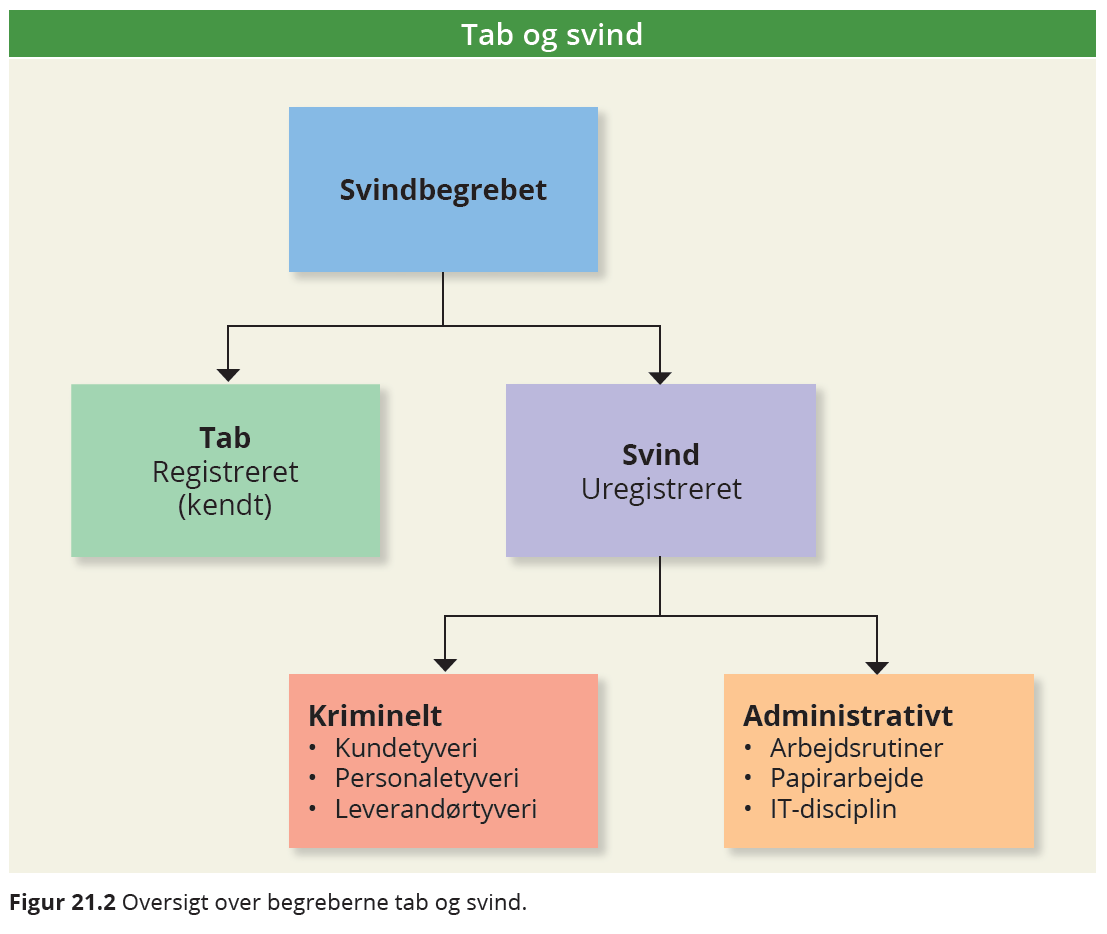 Tab og svind
Svindbegrebet
Tab
Registreret
(kendt)
Svind
Uregistreret
Kriminelt
• Kundetyveri
• Personaletyveri
• Leverandørtyveri
Administrativt
• Arbejdsrutiner
• Papirarbejde
• IT-disciplin
Figur 21.2 Oversigt over begreberne tab og svind.